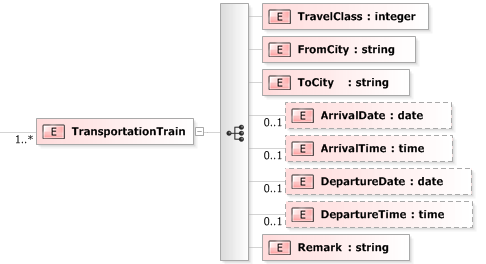 E TravelClass : integer
E FromCity : string
E ToCity : string
0..1 E ArrivalDate : date
1..* E TransportationTrain
0..1 E ArrivalTime : time
0..1 E DepartureDate : date
0..1 E DepartureTime : time
E Remark : string